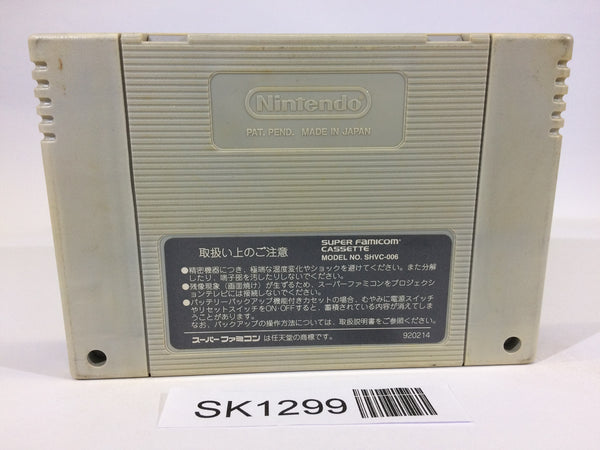 Nintendo
PAT. PEND. MADE IN JAPAN
取扱い上のご注意
SUPER FAMICOM
CASSETTE
MODEL NO. SHVC-006
●精密機器につき、極端な温度変化やショックを避けてください。また分解
したり、端子部を汚したりしないでください。
●残像現象（画面焼け）が生ずるため、スーパーファミコンをプロジェクシ
ョンテレビには接続しないでください。
●バッテリーバックアップ機能付きカセットの場合、むやみに電源スイッチ
やリセットスイッチをON/OFFすると、蓄積されている内容が消えてしま
うことがあります。
なお、バックアップの操作方法については、取扱説明書をご参照ください。
スーパーファミコン は任天堂の商標です。
920214
SK1299